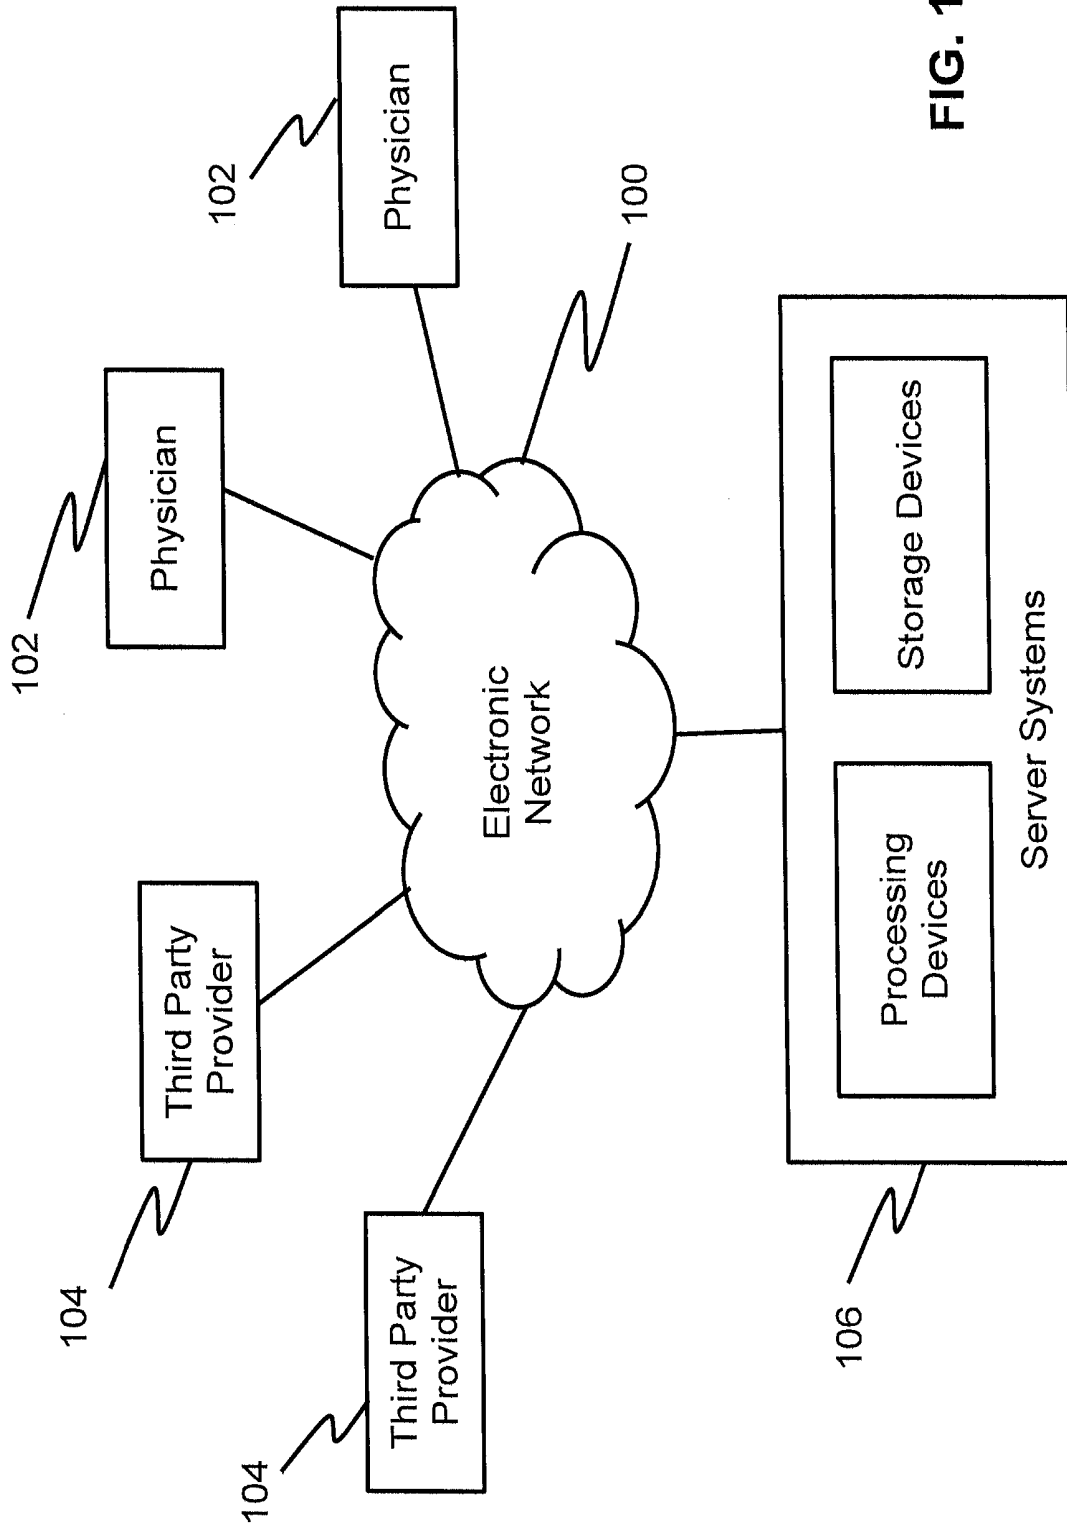 104
Third Party
Provider
104
Third Party
Provider
102
Physician
102
Physician
Electronic
Network
100
106
Processing
Devices
Storage Devices
Server Systems
FIG. 1